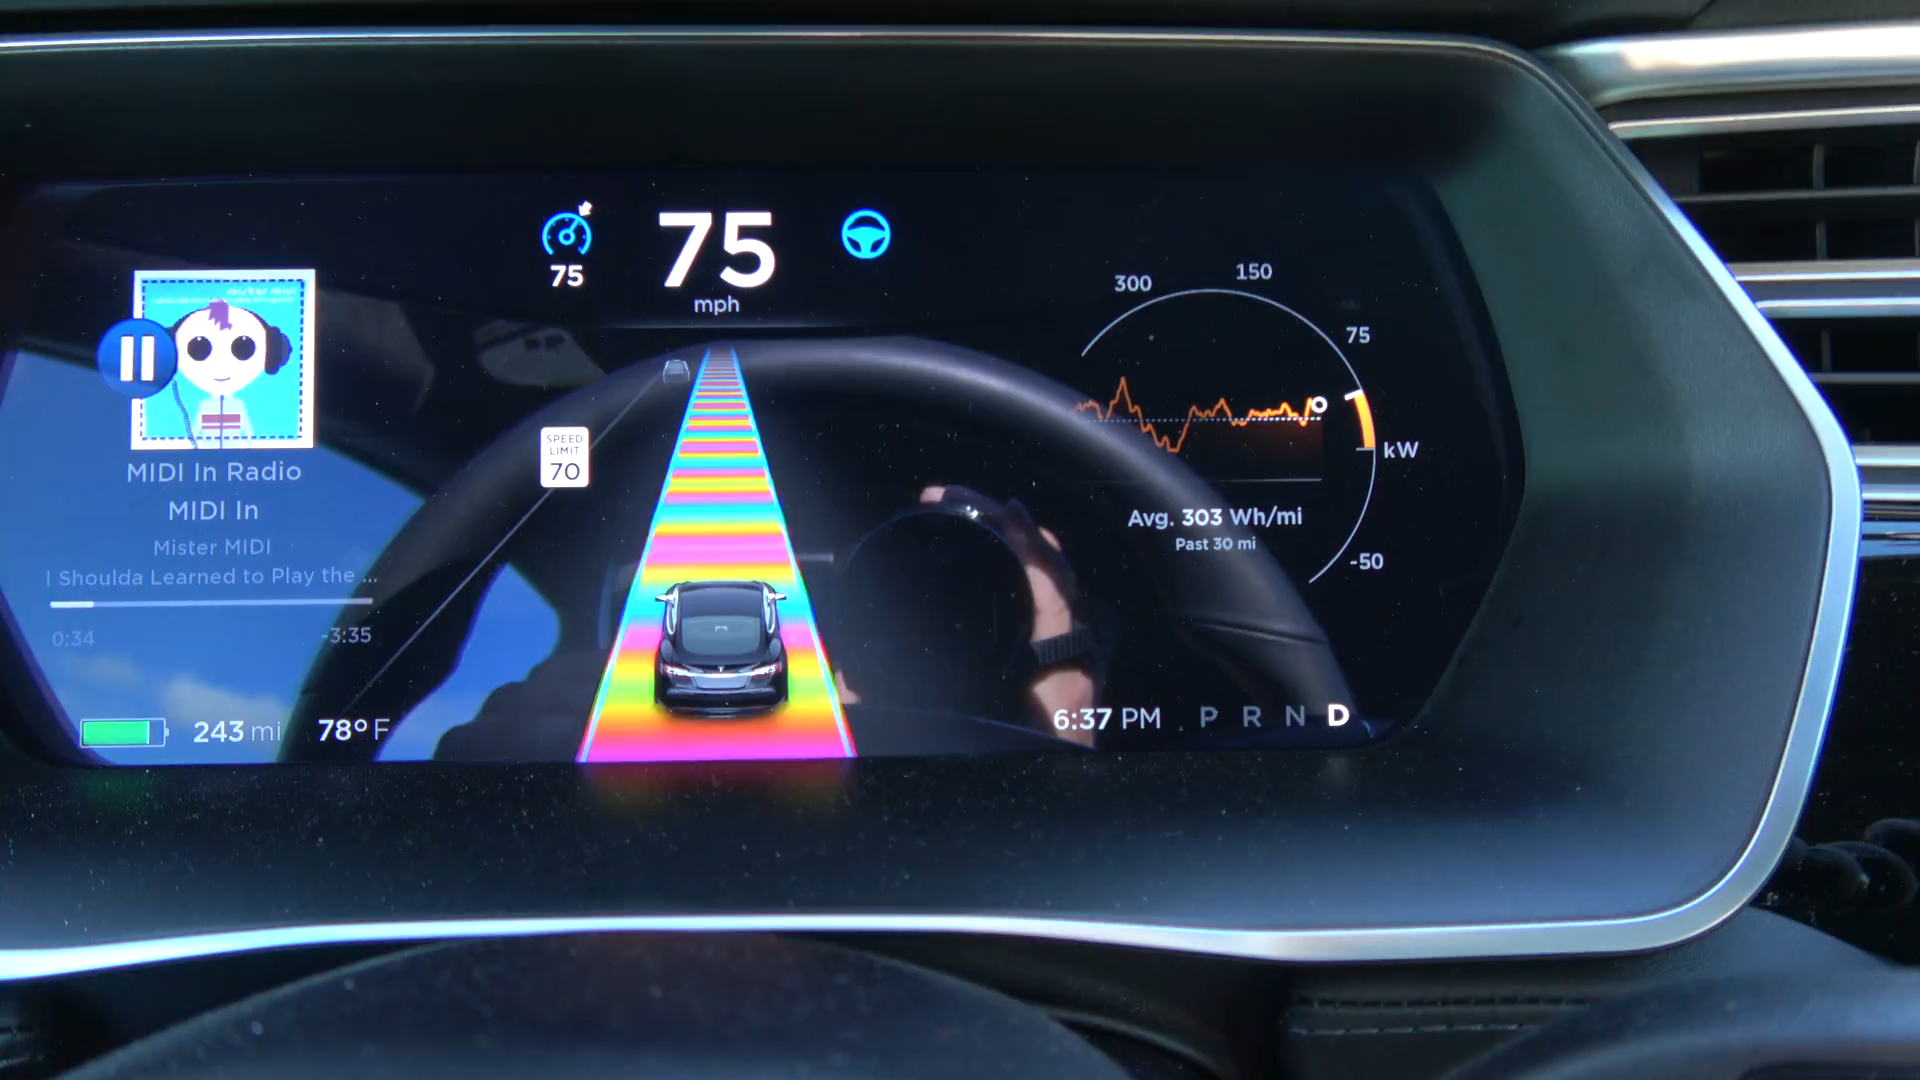 75
75
mph
300
150
75
kW
-50
SPEED
LIMIT
70
MIDI In Radio
MIDI In
Mister MIDI
I Shoulda Learned to Play the ...
0:34
-3:35
Avg. 303 Wh/mi
Past 30 mi
243 mi
78° F
6:37 PM
P R N D